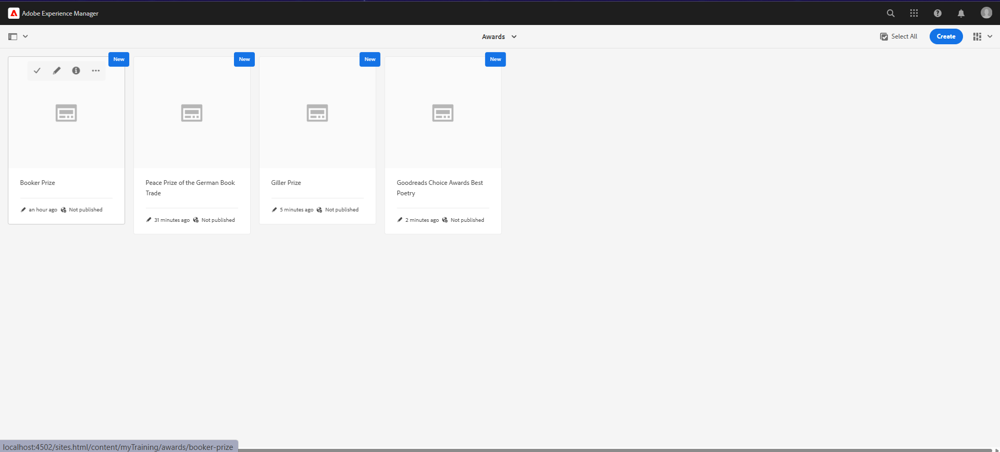 Adobe Experience Manager
Awards
Select All
Create
New
New
New
New
Booker Prize
an hour ago Not published
Peace Prize of the German Book
Trade
31 minutes ago Not published
Giller Prize
5 minutes ago Not published
Goodreads Choice Awards Best
Poetry
2 minutes ago Not published
localhost:4502/sites.html/content/myTraining/awards/booker-prize